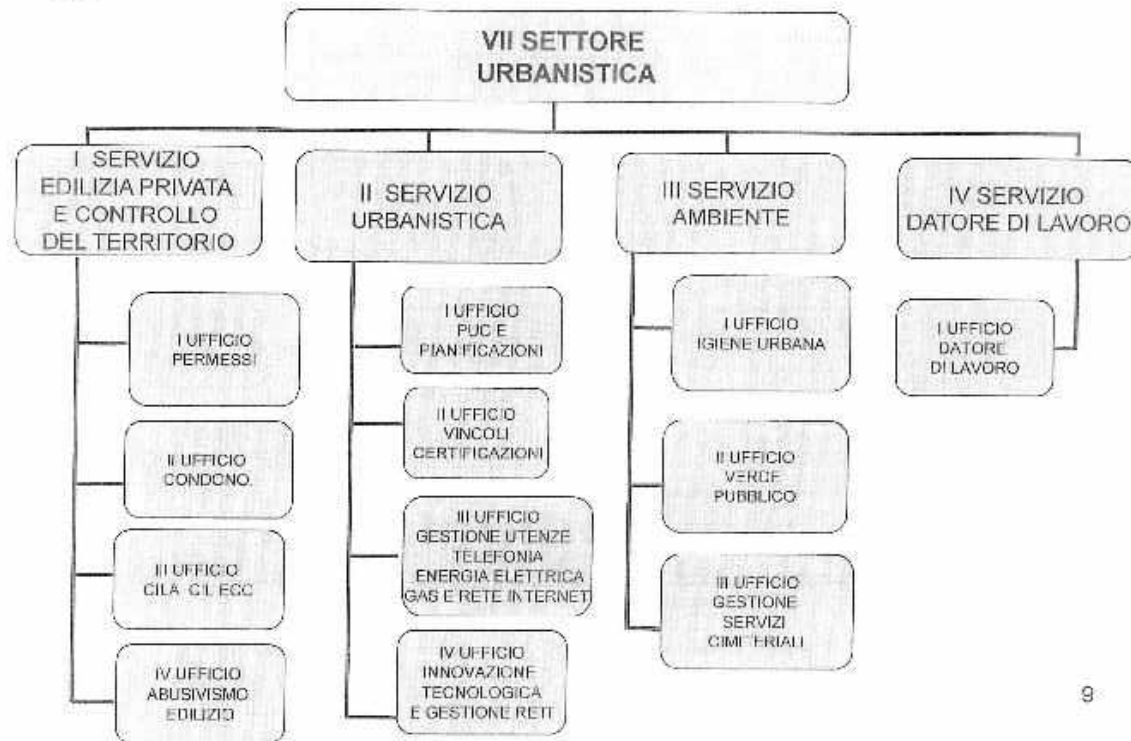 VII SETTORE
URBANISTICA
I SERVIZIO
EDILIZIA PRIVATA
E CONTROLLO
DEL TERRITORIO
I UFFICIO
PERMESSI
II UFFICIO
CONDONO.
III UFFICIO
CILA CIL ECC
IV UFFICIO
ABUSIVISMO
EDILIZIO
II SERVIZIO
URBANISTICA
I UFFICIO
PUC E
PIANIFICAZIONI
II UFFICIO
VINCOLI
CERTIFICAZIONI
III UFFICIO
GESTIONE UTENZE
TELEFONIA
ENERGIA ELETTRICA
GAS E RETE INTERNET
IV UFFICIO
INNOVAZIONE
TECNOLOGICA
E GESTIONE RETI
III SERVIZIO
AMBIENTE
I UFFICIO
IGIENE URBANA
II UFFICIO
VERDE
PUBBLICO
III UFFICIO
GESTIONE
SERVIZI
CIMITERIALI
IV SERVIZIO
DATORE DI LAVORO
I UFFICIO
DATORE
DI LAVORO
9